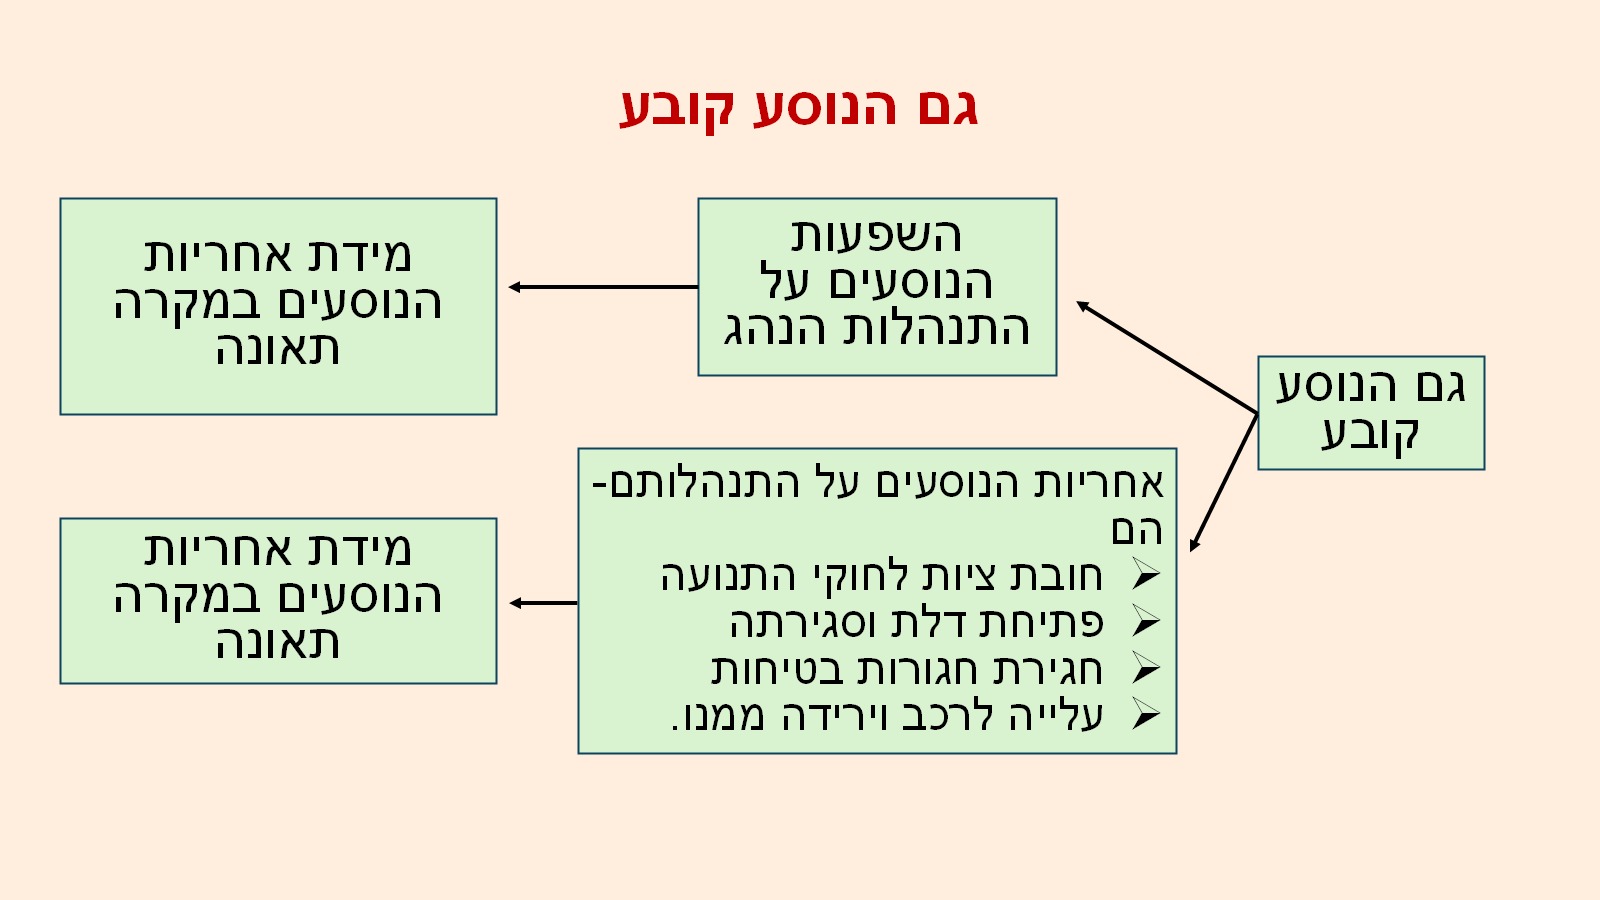 גם הנוסע קובע
גם הנוסע
קובע
השפעות
הנוסעים על
התנהלות הנהג
מידת אחריות
הנוסעים במקרה
תאונה
אחריות הנוסעים על התנהלותם-
הם
⮚ חובת ציות לחוקי התנועה
⮚ פתיחת דלת וסגירתה
⮚ חגירת חגורות בטיחות
⮚ עלייה לרכב וירידה ממנו.
מידת אחריות
הנוסעים במקרה
תאונה